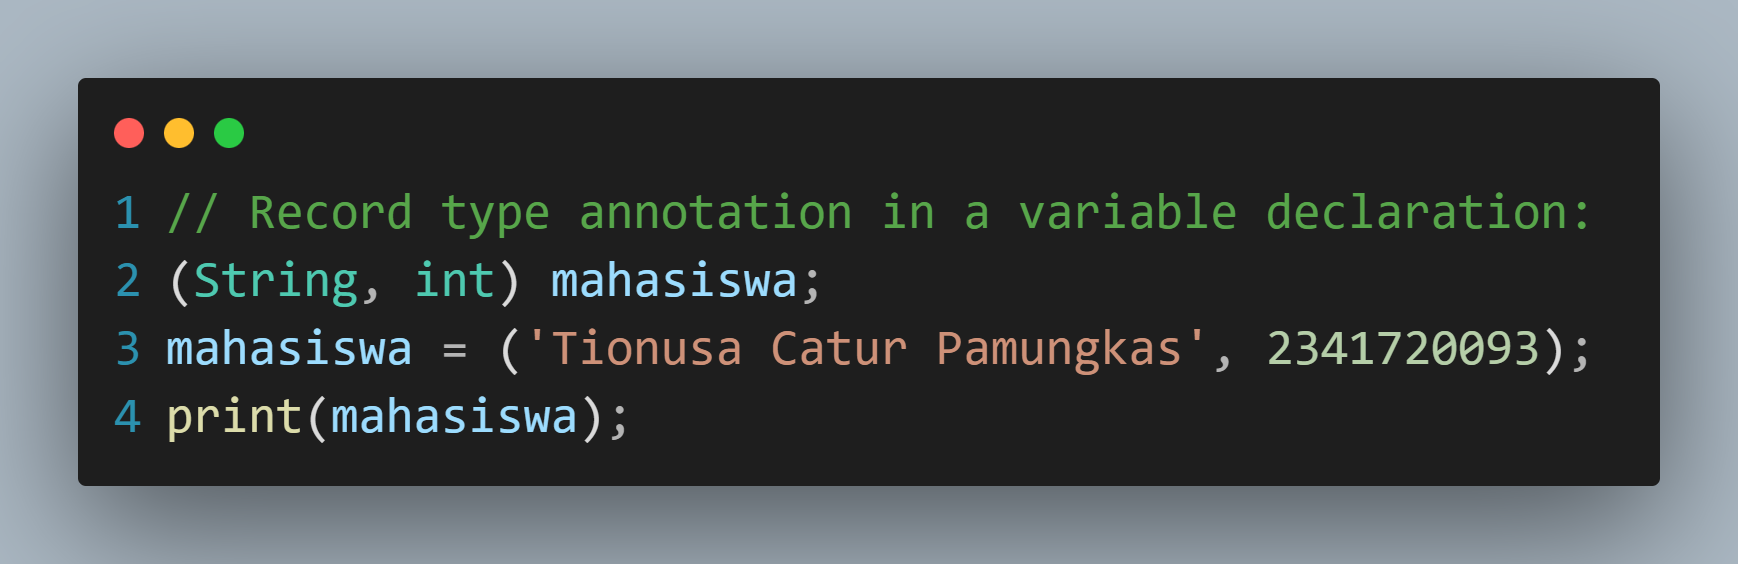 1 // Record type annotation in a variable declaration:
2 (String, int) mahasiswa;
3 mahasiswa = ('Tionusa Catur Pamungkas', 2341720093);
4 print(mahasiswa);